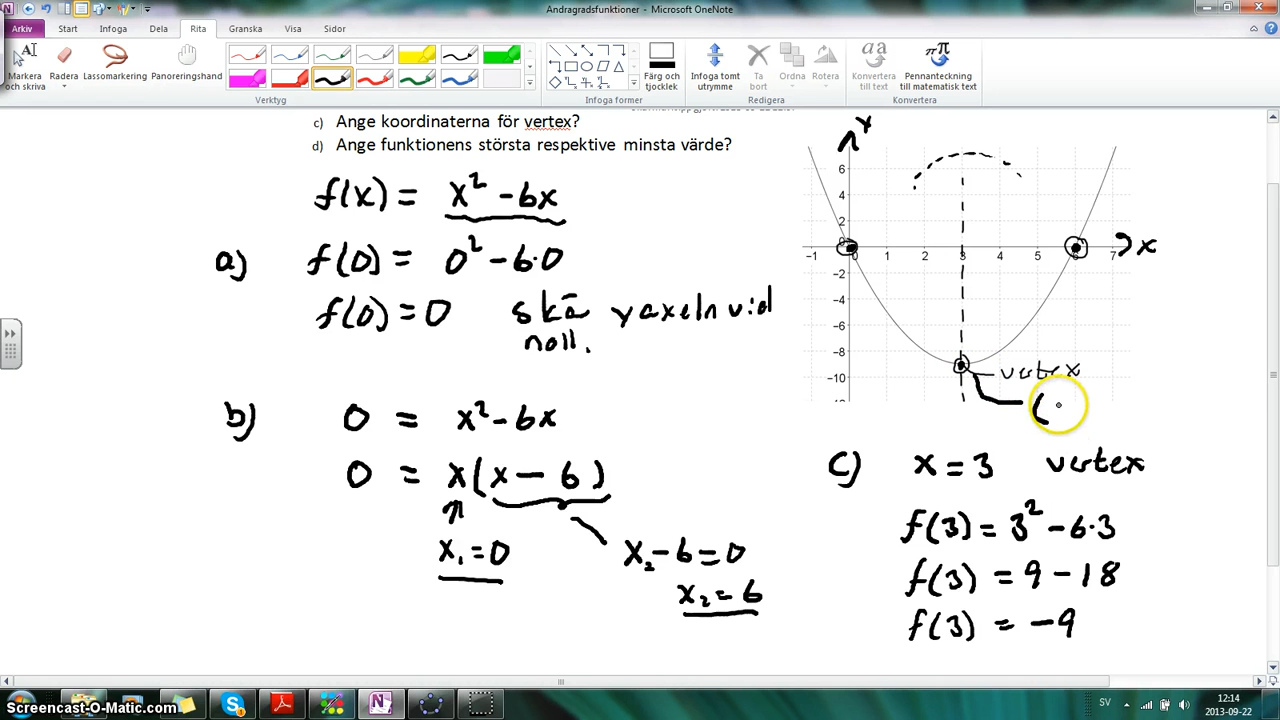 Andragradsfunktioner - Microsoft OneNote
Arkiv Start Infoga Dela Rita Granska Visa Sidor
Markera och skriva
Radera
Lassomarkering
Panoreringshand
Färg och tjocklek
Infoga tomt utrymme
Ta bort
Ordna
Rotera
Konvertera till text
Pennanteckning till matematisk text
Verktyg Infoga former Redigera Konvertera
c) Ange koordinaterna för vertex?
d) Ange funktionens största respektive minsta värde?
f(x) = x² - 6x
a) f(0) = 0² - 6·0
f(0) = 0 skä yaxeln vid
noll.
b) 0 = x² - 6x
0 = x(x - 6)
x₁ = 0
x₂ - 6 = 0
x₂ = 6
y
6
4
2
0
-1 0 1 2 3 4 5 6 7 x
-2
-4
-6
-8
-10
vertex
(
c) x = 3 vertex
f(3) = 3² - 6·3
f(3) = 9 - 18
f(3) = -9
Screencast-O-Matic.com
SV
12:14
2013-09-22